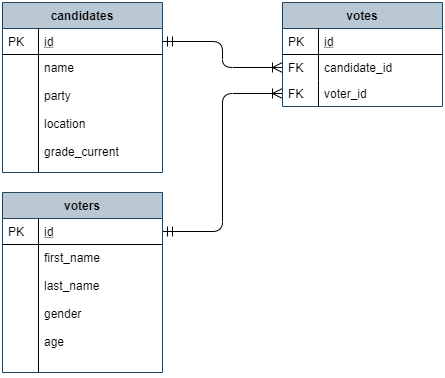 candidates
PK id
name
party
location
grade_current
votes
PK id
FK candidate_id
FK voter_id
voters
PK id
first_name
last_name
gender
age